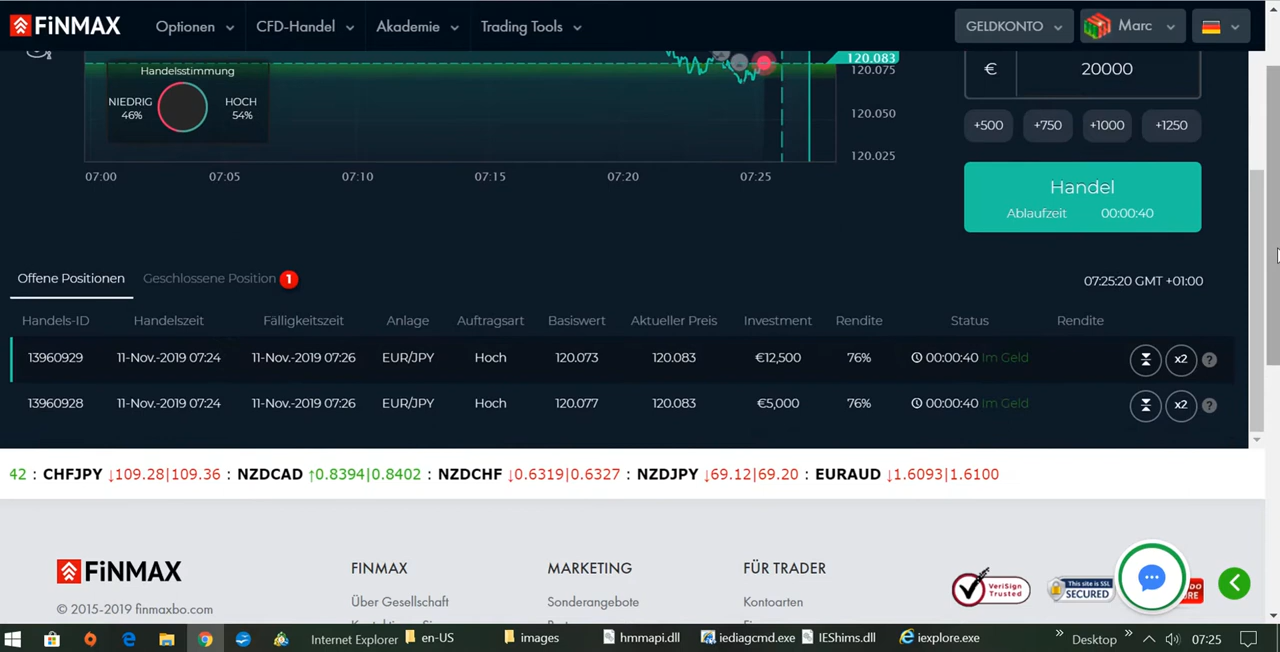 FiNMAX Optionen CFD-Handel Akademie Trading Tools GELDKONTO Marc
Handelsstimmung
NIEDRIG
46%
HOCH
54%
120.083
120.075
120.050
120.025
07:00 07:05 07:10 07:15 07:20 07:25
€ 20000
+500 +750 +1000 +1250
Handel
Ablaufzeit 00:00:40
Offene Positionen Geschlossene Position 1 07:25:20 GMT +01:00
Handels-ID Handelszeit Fälligkeitszeit Anlage Auftragsart Basiswert Aktueller Preis Investment Rendite Status Rendite
13960929 11-Nov.-2019 07:24 11-Nov.-2019 07:26 EUR/JPY Hoch 120.073 120.083 €12,500 76% 00:00:40 Im Geld x2 ?
13960928 11-Nov.-2019 07:24 11-Nov.-2019 07:26 EUR/JPY Hoch 120.077 120.083 €5,000 76% 00:00:40 Im Geld x2 ?
42 : CHFJPY ↓109.28|109.36 : NZDCAD ↑0.8394|0.8402 : NZDCHF ↓0.6319|0.6327 : NZDJPY ↓69.12|69.20 : EURAUD ↓1.6093|1.6100
FiNMAX
© 2015-2019 finmaxbo.com
FINMAX
Über Gesellschaft
MARKETING
Sonderangebote
FÜR TRADER
Kontoarten
VeriSign
Trusted
This site is SSL
SECURED
Internet Explorer en-US images hmmapi.dll iediagcmd.exe IEShims.dll iexplore.exe » Desktop » 07:25